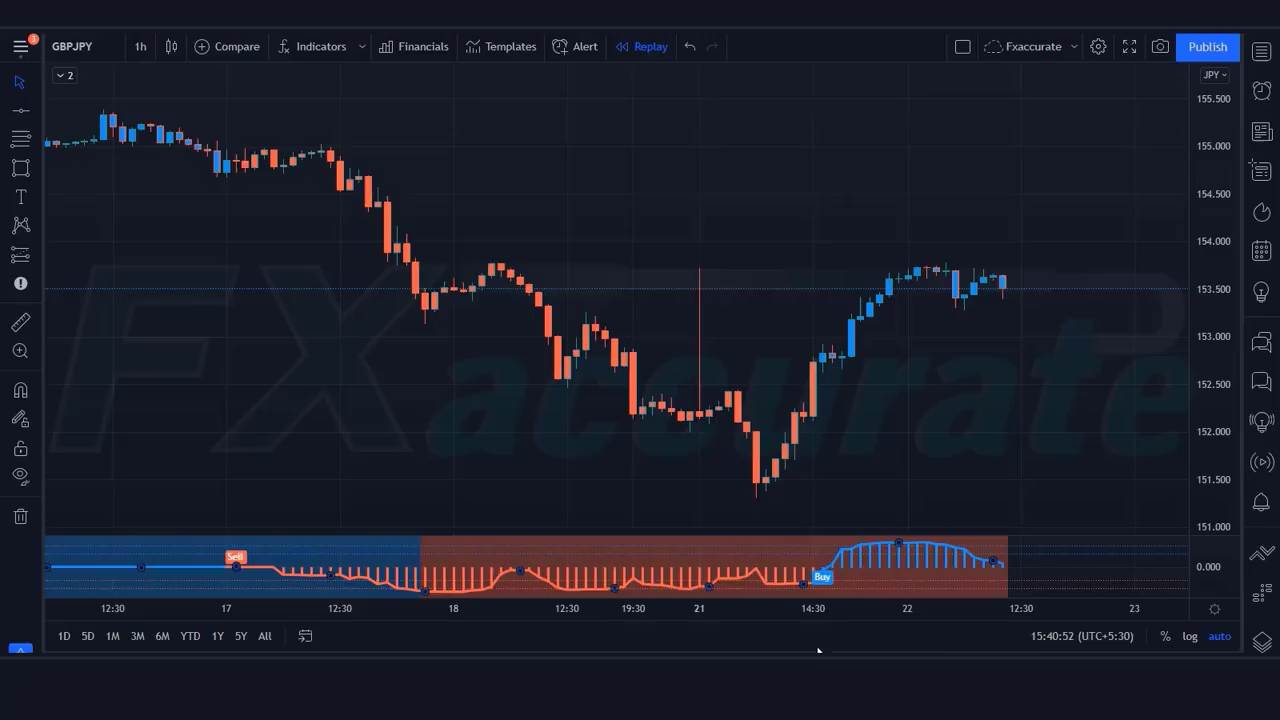 3
GBPJPY 1h Compare Indicators Financials Templates Alert Replay Fxaccurate Publish
2
JPY
155.500
155.000
154.500
154.000
153.500
153.000
152.500
152.000
151.500
151.000
FX accurate
Sell
Buy
0.000
12:30 17 12:30 18 12:30 19:30 21 14:30 22 12:30 23
1D 5D 1M 3M 6M YTD 1Y 5Y All 15:40:52 (UTC+5:30) % log auto